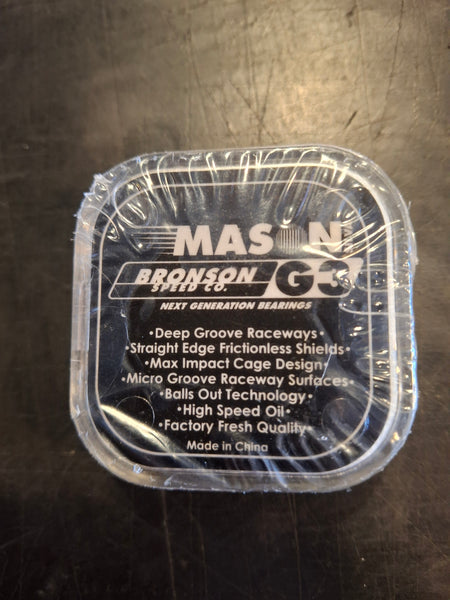 MASON
BRONSON G3
SPEED CO.
NEXT GENERATION BEARINGS
•Deep Groove Raceways•
•Straight Edge Frictionless Shields•
•Max Impact Cage Design•
•Micro Groove Raceway Surfaces•
•Balls Out Technology•
•High Speed Oil•
•Factory Fresh Quality•
Made in China